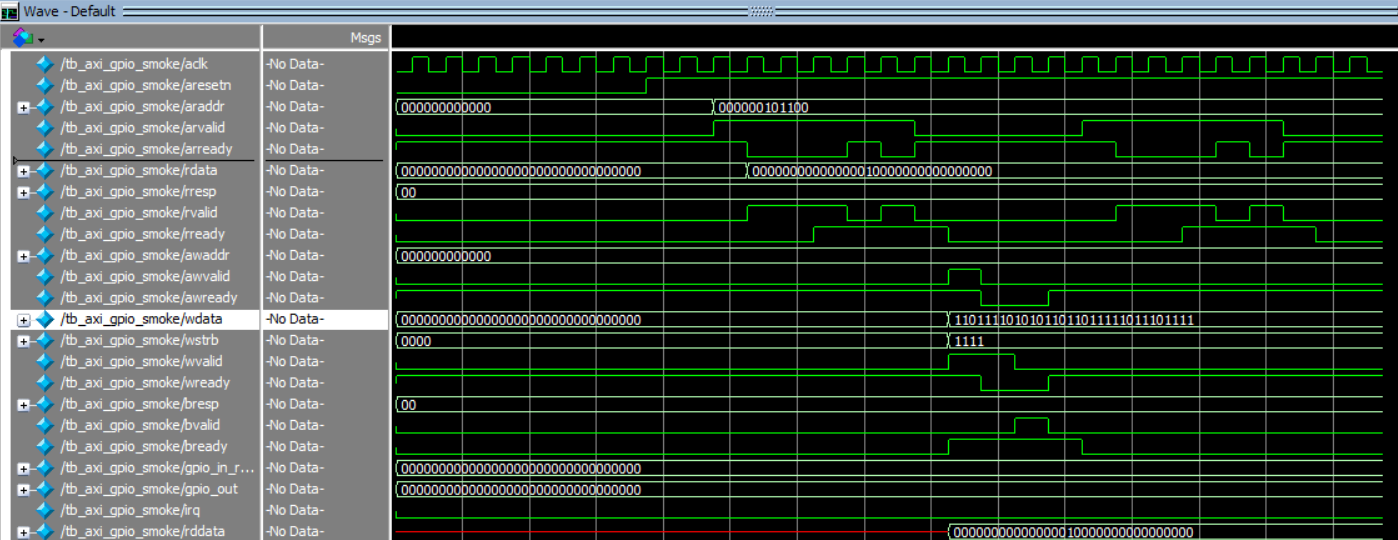 Wave - Default
Msgs
/tb_axi_gpio_smoke/aclk -No Data-
/tb_axi_gpio_smoke/aresetn -No Data-
/tb_axi_gpio_smoke/araddr -No Data- 000000000000 000000101100
/tb_axi_gpio_smoke/arvalid -No Data-
/tb_axi_gpio_smoke/arready -No Data-
/tb_axi_gpio_smoke/rdata -No Data- 00000000000000000000000000000000 00000000000000010000000000000000
/tb_axi_gpio_smoke/rresp -No Data- 00
/tb_axi_gpio_smoke/rvalid -No Data-
/tb_axi_gpio_smoke/rready -No Data-
/tb_axi_gpio_smoke/awaddr -No Data- 000000000000
/tb_axi_gpio_smoke/awvalid -No Data-
/tb_axi_gpio_smoke/awready -No Data-
/tb_axi_gpio_smoke/wdata -No Data- 00000000000000000000000000000000 11011110101011011011111011101111
/tb_axi_gpio_smoke/wstrb -No Data- 0000 1111
/tb_axi_gpio_smoke/wvalid -No Data-
/tb_axi_gpio_smoke/wready -No Data-
/tb_axi_gpio_smoke/bresp -No Data- 00
/tb_axi_gpio_smoke/bvalid -No Data-
/tb_axi_gpio_smoke/bready -No Data-
/tb_axi_gpio_smoke/gpio_in_r... -No Data- 00000000000000000000000000000000
/tb_axi_gpio_smoke/gpio_out -No Data- 00000000000000000000000000000000
/tb_axi_gpio_smoke/irq -No Data-
/tb_axi_gpio_smoke/rddata -No Data- 00000000000000010000000000000000